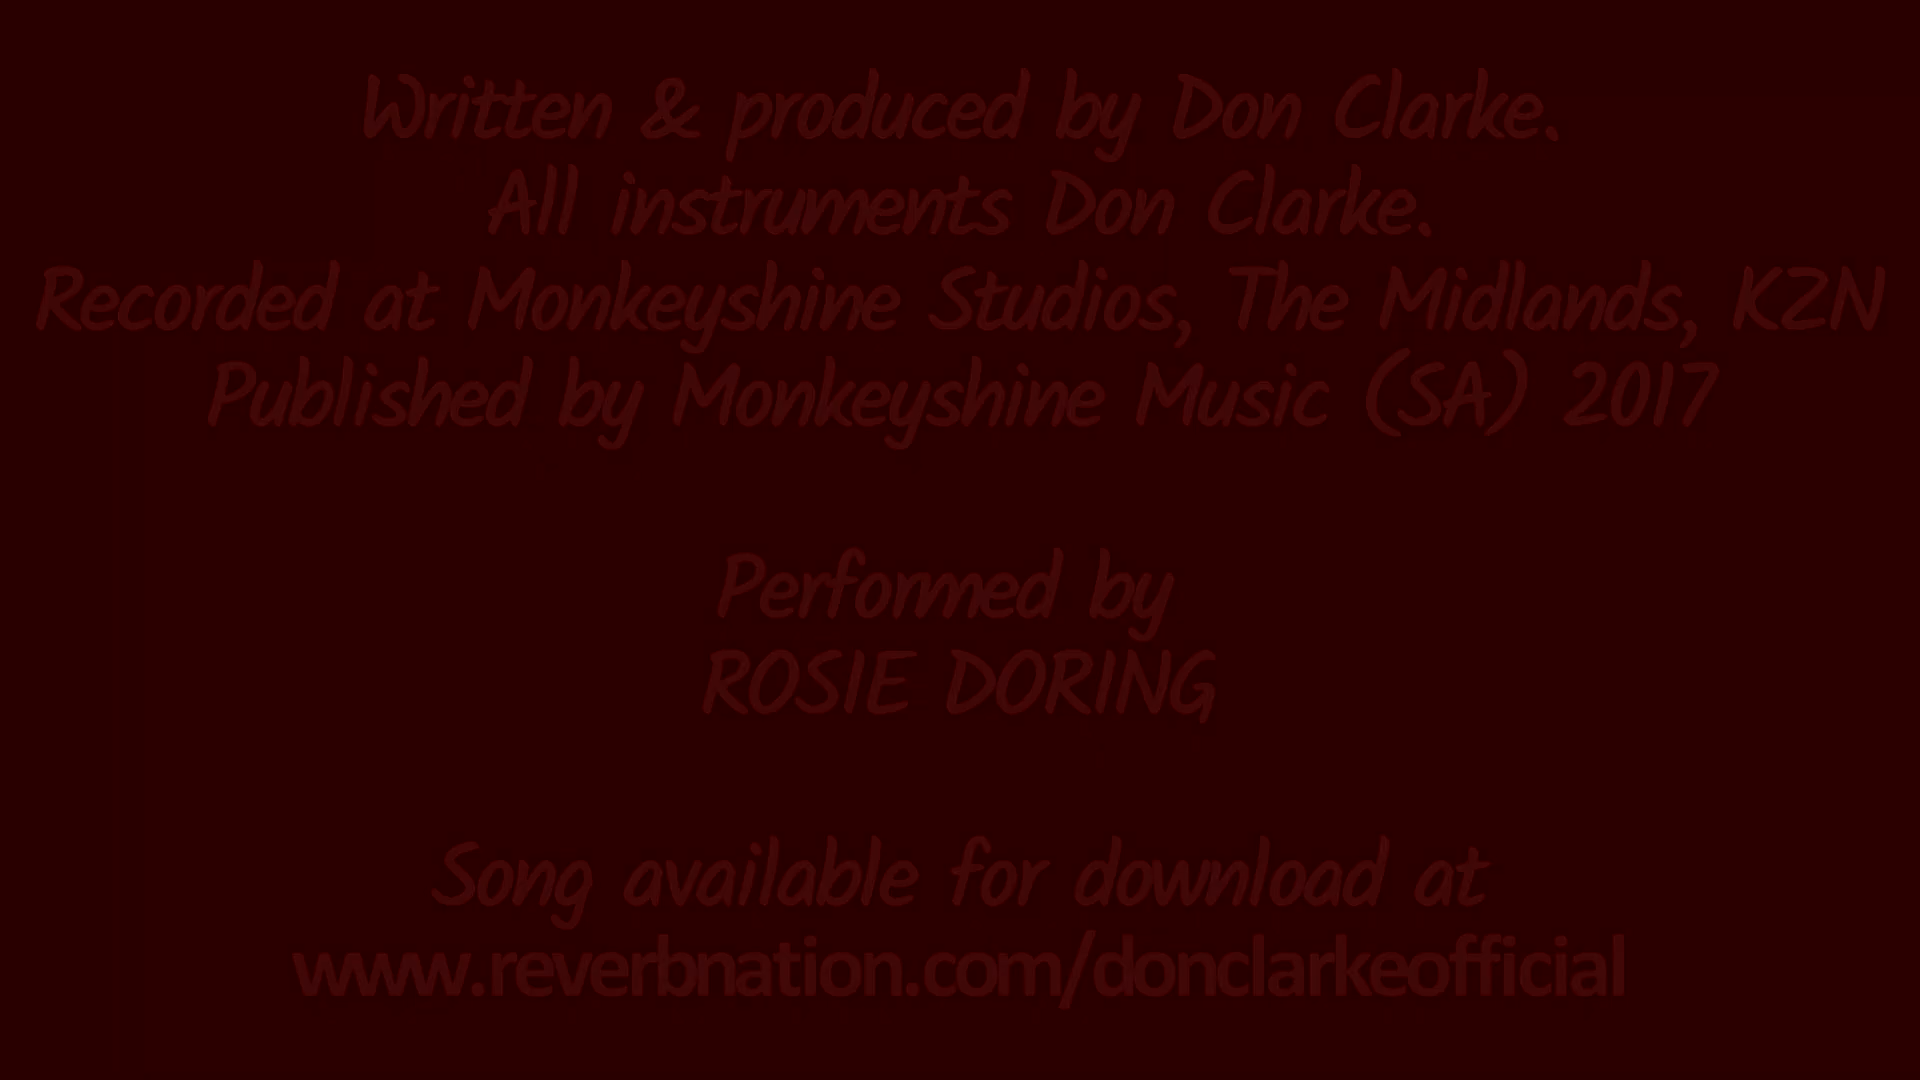 Written & produced by Don Clarke.
All instruments Don Clarke.
Recorded at Monkeyshine Studios, The Midlands, KZN
Published by Monkeyshine Music (SA) 2017
Performed by
ROSIE DORING
Song available for download at
www.reverbnation.com/donclarkeofficial